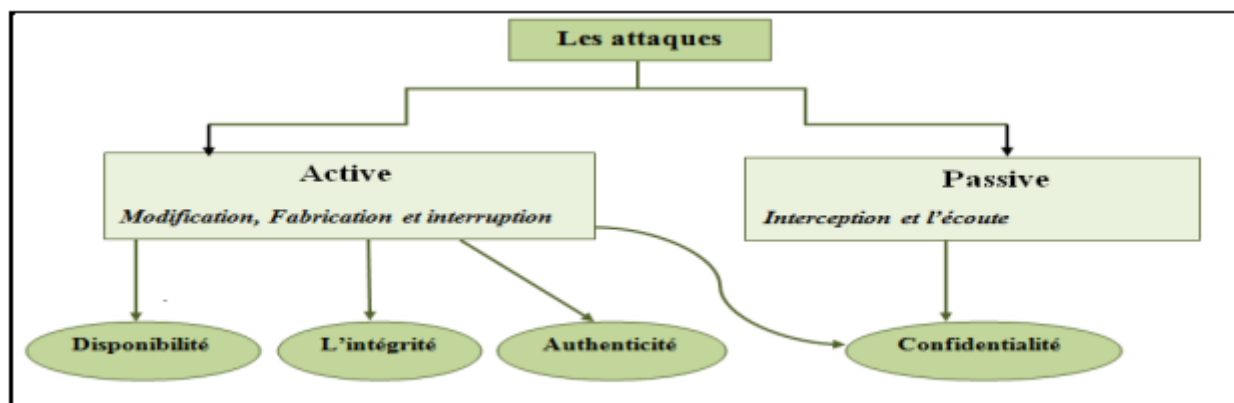 Les attaques
Active
Modification, Fabrication et interruption
Passive
Interception et l'écoute
Disponibilité
L'intégrité
Authenticité
Confidentialité